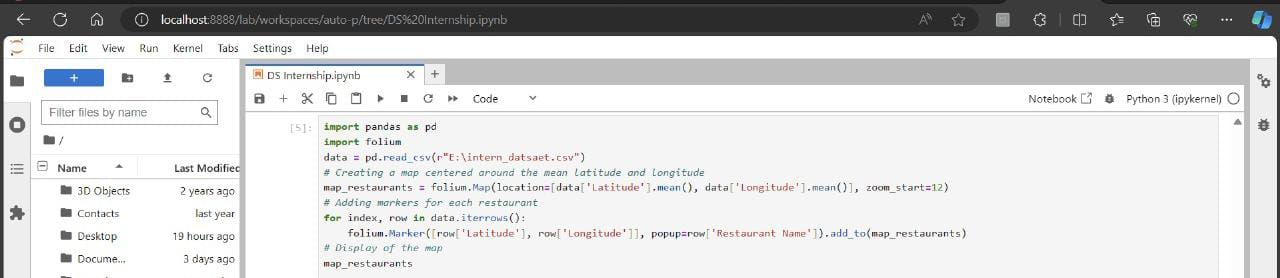 localhost:8888/lab/workspaces/auto-p/tree/DS%20Internship.ipynb
File Edit View Run Kernel Tabs Settings Help
DS Internship.ipynb
Code
Notebook
Python 3 (ipykernel)
Filter files by name
/
Name
Last Modified
3D Objects 2 years ago
Contacts last year
Desktop 19 hours ago
Docume... 3 days ago
[5]:
import pandas as pd
import folium
data = pd.read_csv(r"E:\intern_datsaet.csv")
# Creating a map centered around the mean latitude and longitude
map_restaurants = folium.Map(location=[data['Latitude'].mean(), data['Longitude'].mean()], zoom_start=12)
# Adding markers for each restaurant
for index, row in data.iterrows():
    folium.Marker([row['Latitude'], row['Longitude']], popup=row['Restaurant Name']).add_to(map_restaurants)
# Display of the map
map_restaurants